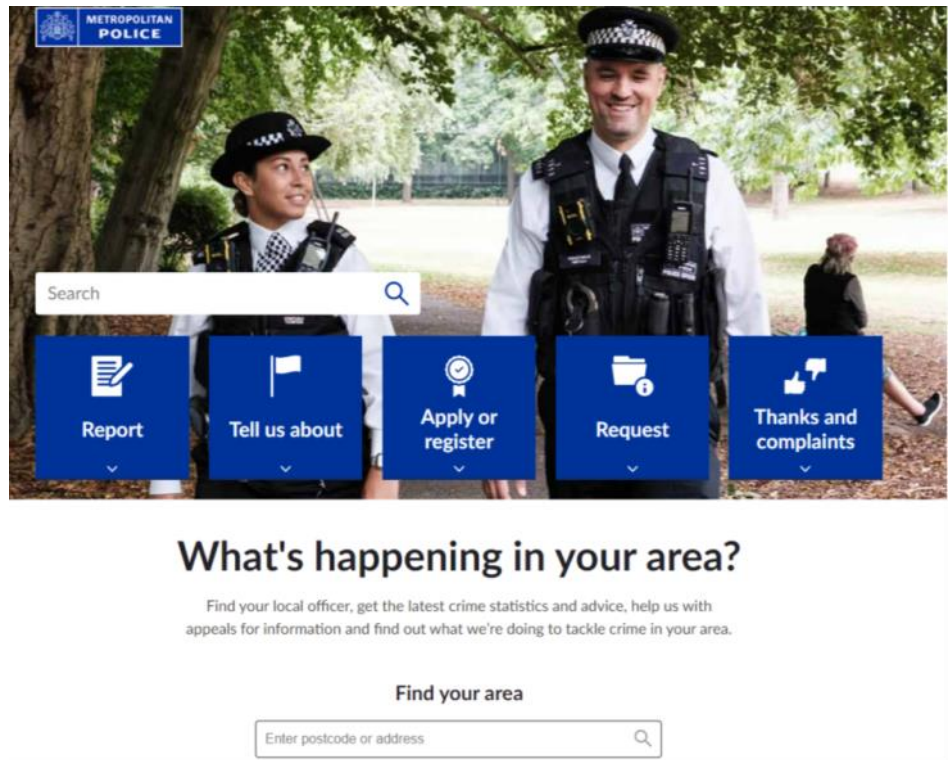 METROPOLITAN
POLICE
Search
Report
Tell us about
Apply or
register
Request
Thanks and
complaints
What's happening in your area?
Find your local officer, get the latest crime statistics and advice, help us with
appeals for information and find out what we're doing to tackle crime in your area.
Find your area
Enter postcode or address